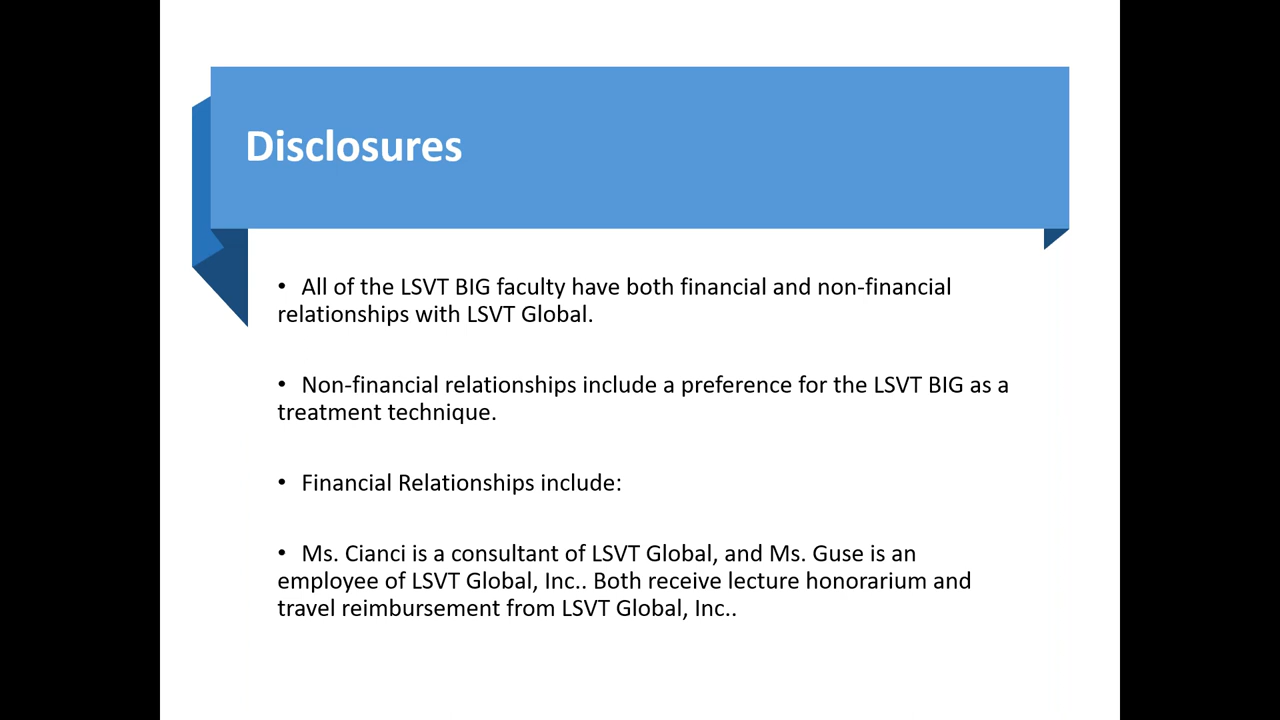 Disclosures
• All of the LSVT BIG faculty have both financial and non-financial
relationships with LSVT Global.
• Non-financial relationships include a preference for the LSVT BIG as a
treatment technique.
• Financial Relationships include:
• Ms. Cianci is a consultant of LSVT Global, and Ms. Guse is an
employee of LSVT Global, Inc.. Both receive lecture honorarium and
travel reimbursement from LSVT Global, Inc..